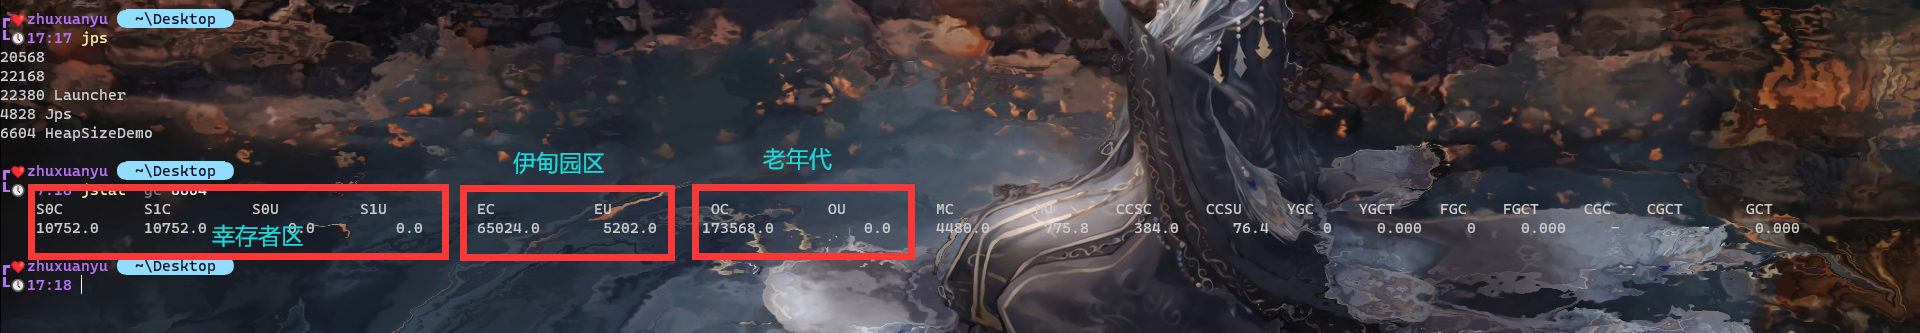 zhuxuanyu ~\Desktop
17:17 jps
20568
22168
22380 Launcher
4828 Jps
6604 HeapSizeDemo
zhuxuanyu ~\Desktop
伊甸园区
老年代
7:18 jstat gc 6604
S0C S1C S0U S1U EC EU OC OU MC MU CCSC CCSU YGC YGCT FGC FGCT CGC CGCT GCT
10752.0 10752.0 0.0 0.0 65024.0 5202.0 173568.0 0.0 4480.0 775.8 384.0 76.4 0 0.000 0 0.000 - - 0.000
幸存者区
zhuxuanyu ~\Desktop
17:18